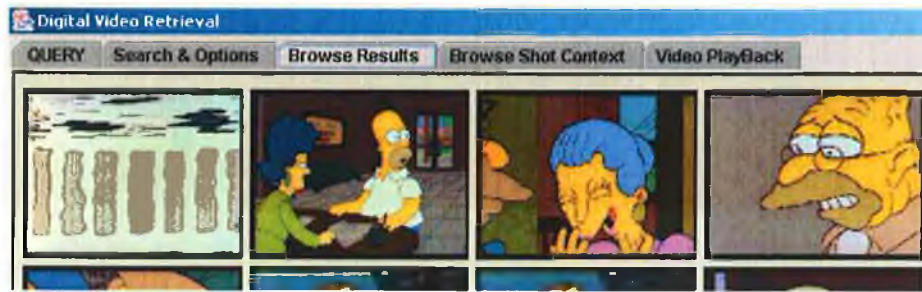 Digital Video Retrieval
QUERY Search & Options Browse Results Browse Shot Context Video PlayBack